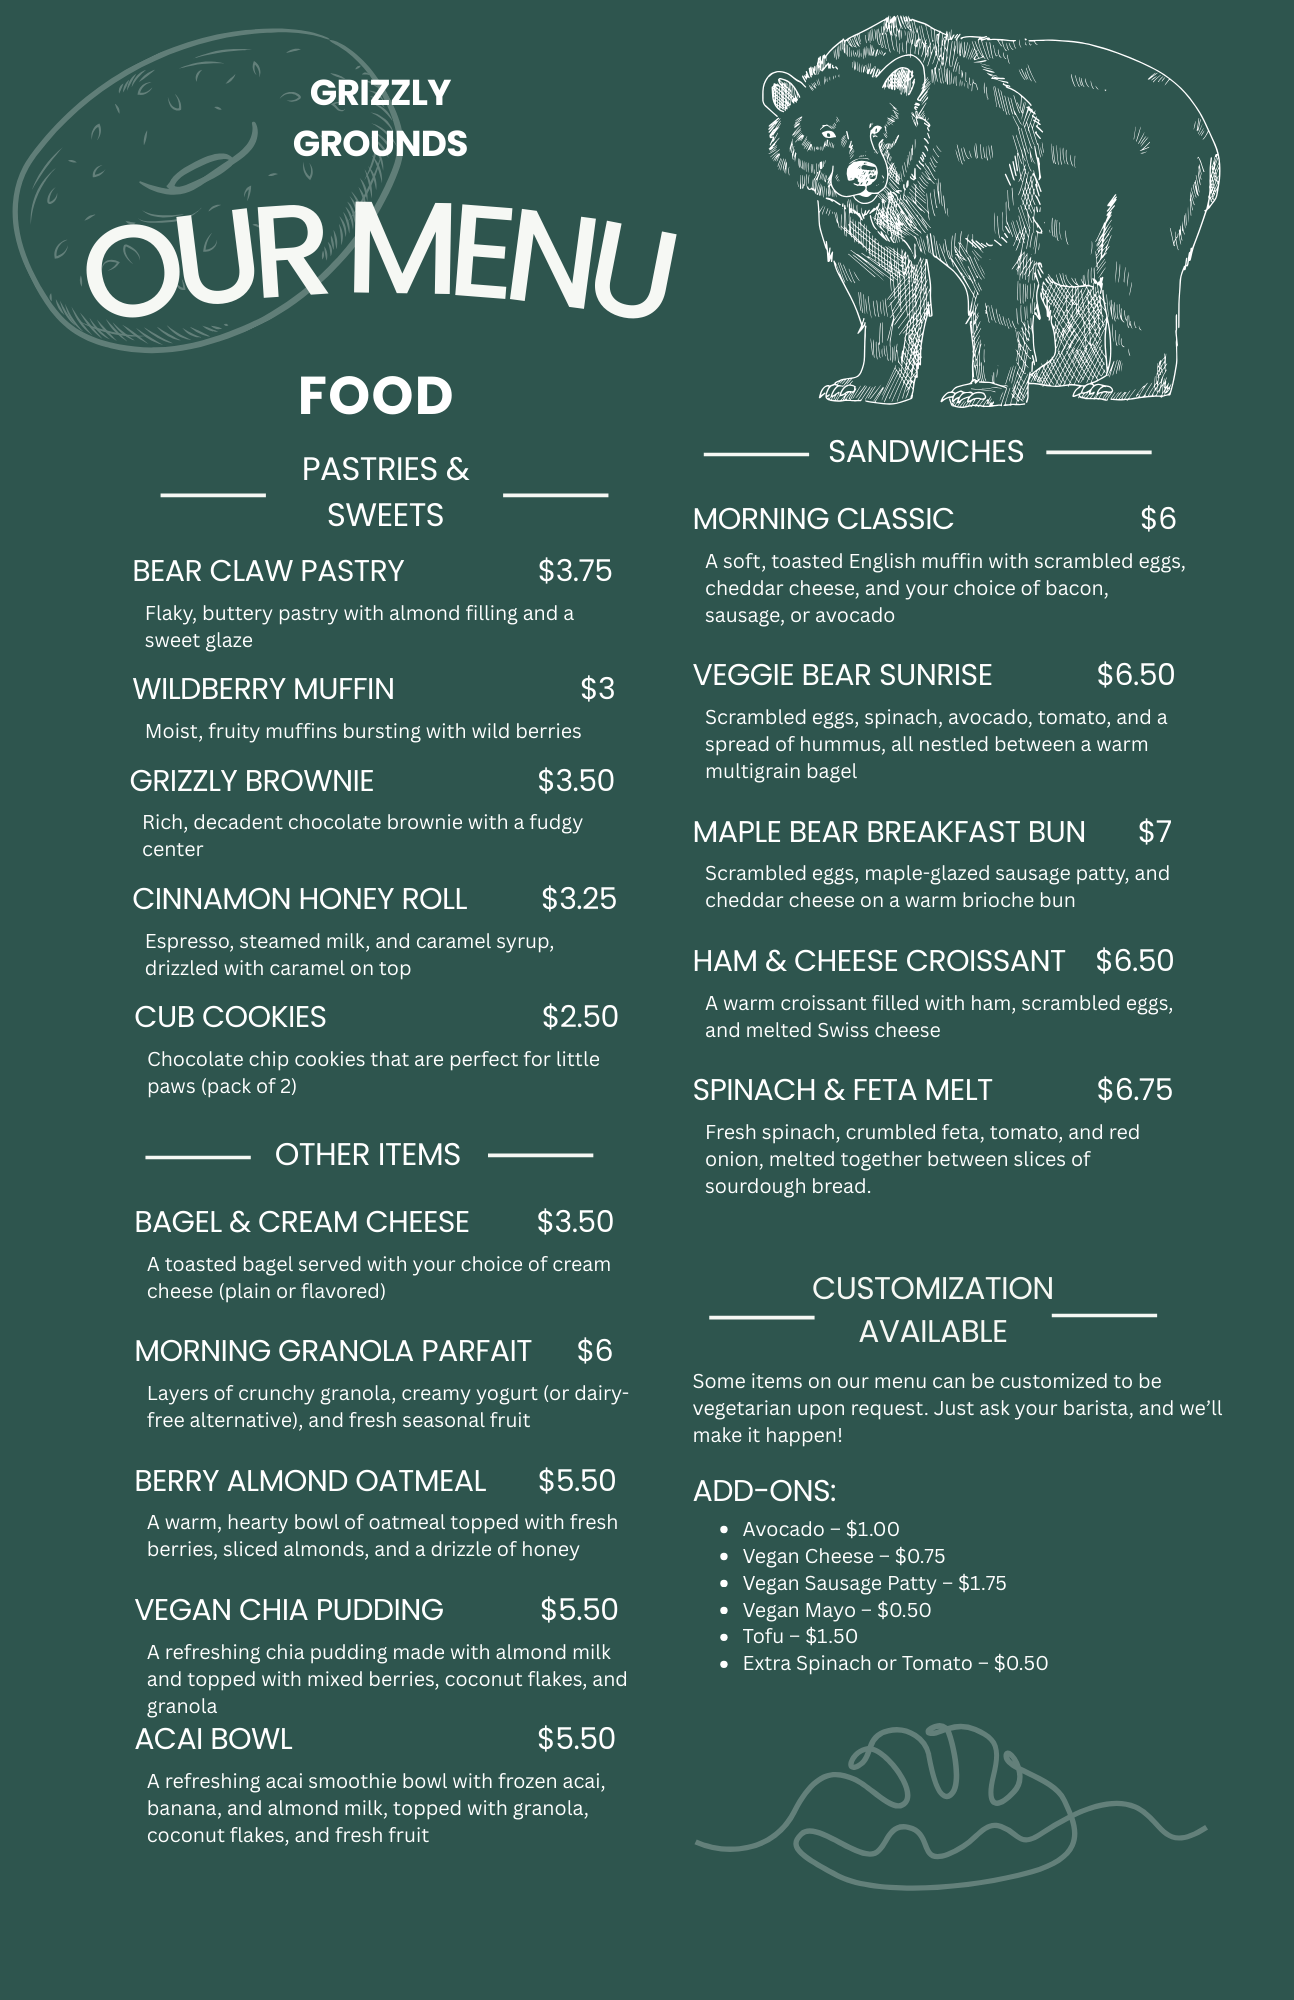 GRIZZLY
GROUNDS
OUR MENU
FOOD
PASTRIES &
SWEETS
BEAR CLAW PASTRY $3.75
Flaky, buttery pastry with almond filling and a
sweet glaze
WILDBERRY MUFFIN $3
Moist, fruity muffins bursting with wild berries
GRIZZLY BROWNIE $3.50
Rich, decadent chocolate brownie with a fudgy
center
CINNAMON HONEY ROLL $3.25
Espresso, steamed milk, and caramel syrup,
drizzled with caramel on top
CUB COOKIES $2.50
Chocolate chip cookies that are perfect for little
paws (pack of 2)
OTHER ITEMS
BAGEL & CREAM CHEESE $3.50
A toasted bagel served with your choice of cream
cheese (plain or flavored)
MORNING GRANOLA PARFAIT $6
Layers of crunchy granola, creamy yogurt (or dairy-
free alternative), and fresh seasonal fruit
BERRY ALMOND OATMEAL $5.50
A warm, hearty bowl of oatmeal topped with fresh
berries, sliced almonds, and a drizzle of honey
VEGAN CHIA PUDDING $5.50
A refreshing chia pudding made with almond milk
and topped with mixed berries, coconut flakes, and
granola
ACAI BOWL $5.50
A refreshing acai smoothie bowl with frozen acai,
banana, and almond milk, topped with granola,
coconut flakes, and fresh fruit
SANDWICHES
MORNING CLASSIC $6
A soft, toasted English muffin with scrambled eggs,
cheddar cheese, and your choice of bacon,
sausage, or avocado
VEGGIE BEAR SUNRISE $6.50
Scrambled eggs, spinach, avocado, tomato, and a
spread of hummus, all nestled between a warm
multigrain bagel
MAPLE BEAR BREAKFAST BUN $7
Scrambled eggs, maple-glazed sausage patty, and
cheddar cheese on a warm brioche bun
HAM & CHEESE CROISSANT $6.50
A warm croissant filled with ham, scrambled eggs,
and melted Swiss cheese
SPINACH & FETA MELT $6.75
Fresh spinach, crumbled feta, tomato, and red
onion, melted together between slices of
sourdough bread.
CUSTOMIZATION
AVAILABLE
Some items on our menu can be customized to be
vegetarian upon request. Just ask your barista, and we’ll
make it happen!
ADD-ONS:
• Avocado – $1.00
• Vegan Cheese – $0.75
• Vegan Sausage Patty – $1.75
• Vegan Mayo – $0.50
• Tofu – $1.50
• Extra Spinach or Tomato – $0.50